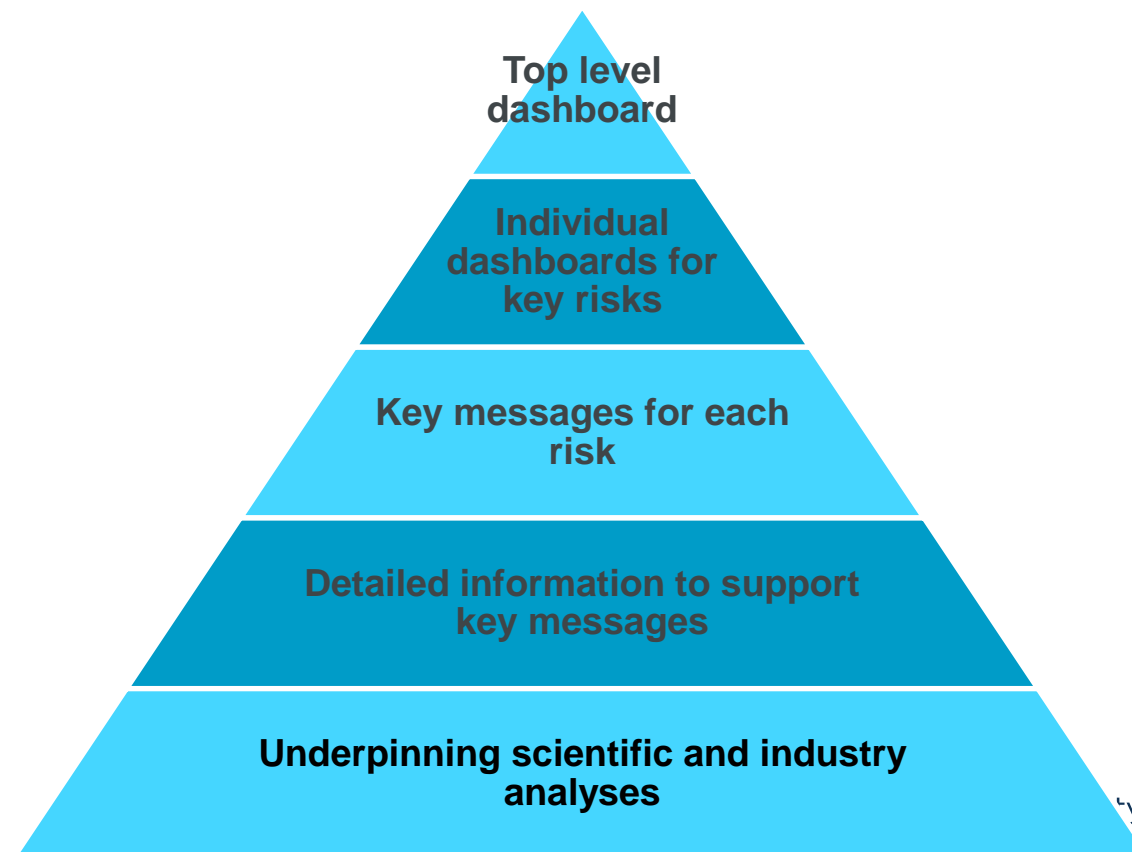 Top level
dashboard
Individual
dashboards for
key risks
Key messages for each
risk
Detailed information to support
key messages
Underpinning scientific and industry
analyses